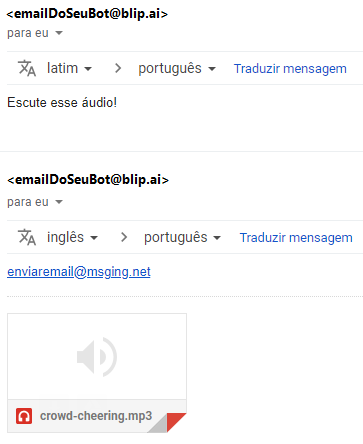 <emailDoSeuBot@blip.ai>
para eu
latim > português Traduzir mensagem
Escute esse áudio!
<emailDoSeuBot@blip.ai>
para eu
inglês > português Traduzir mensagem
enviaremail@msging.net
crowd-cheering.mp3